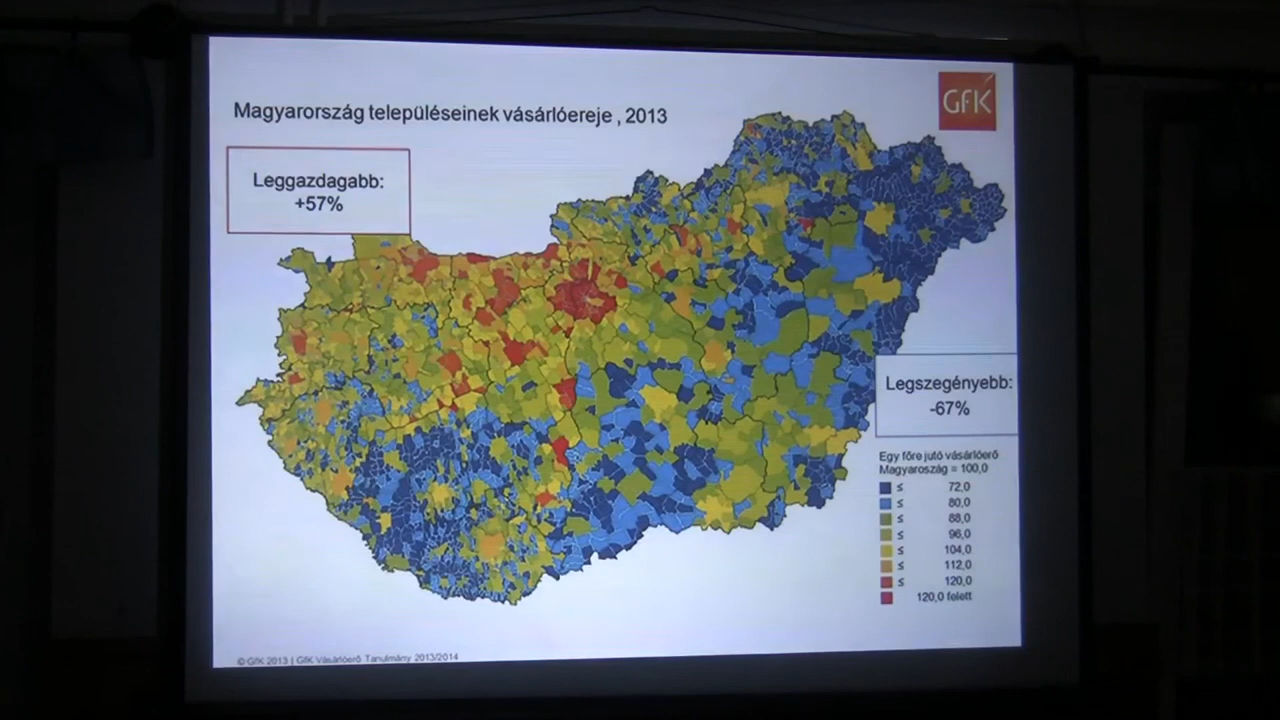 GfK
Magyarország településeinek vásárlóereje , 2013
Leggazdagabb:
+57%
Legszegényebb:
-67%
Egy főre jutó vásárlóerő
Magyaroszág = 100,0
≤ 72,0
≤ 80,0
≤ 88,0
≤ 96,0
≤ 104,0
≤ 112,0
≤ 120,0
120,0 felett
© GfK 2013 | GfK Vásárlóerő Tanulmány 2013/2014